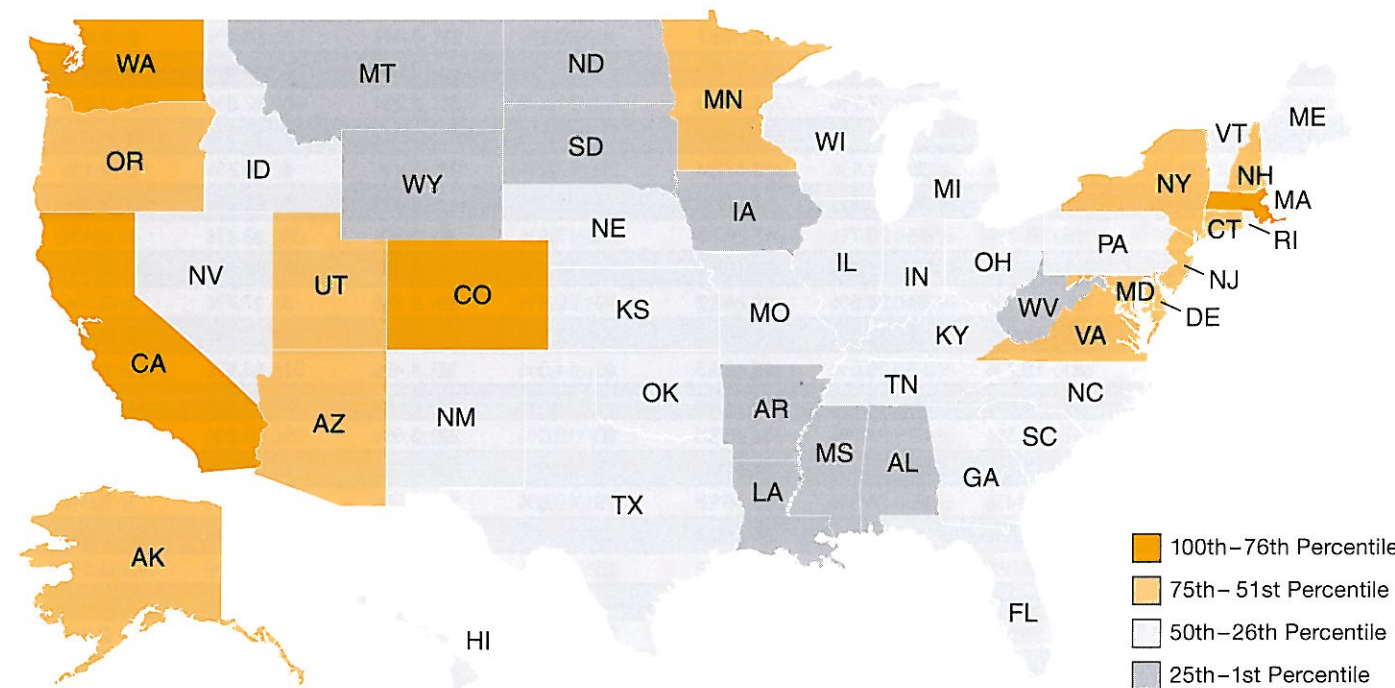 WA
MT
ND
MN
ME
VT
OR
ID
SD
WI
NH
WY
NY
MI
MA
IA
CT
RI
NE
PA
NV
IL
IN
OH
NJ
UT
CO
MD
WV
DE
KS
MO
VA
KY
CA
TN
OK
NC
AZ
NM
AR
SC
MS
AL
GA
LA
TX
AK
FL
HI
100th–76th Percentile
75th–51st Percentile
50th–26th Percentile
25th–1st Percentile